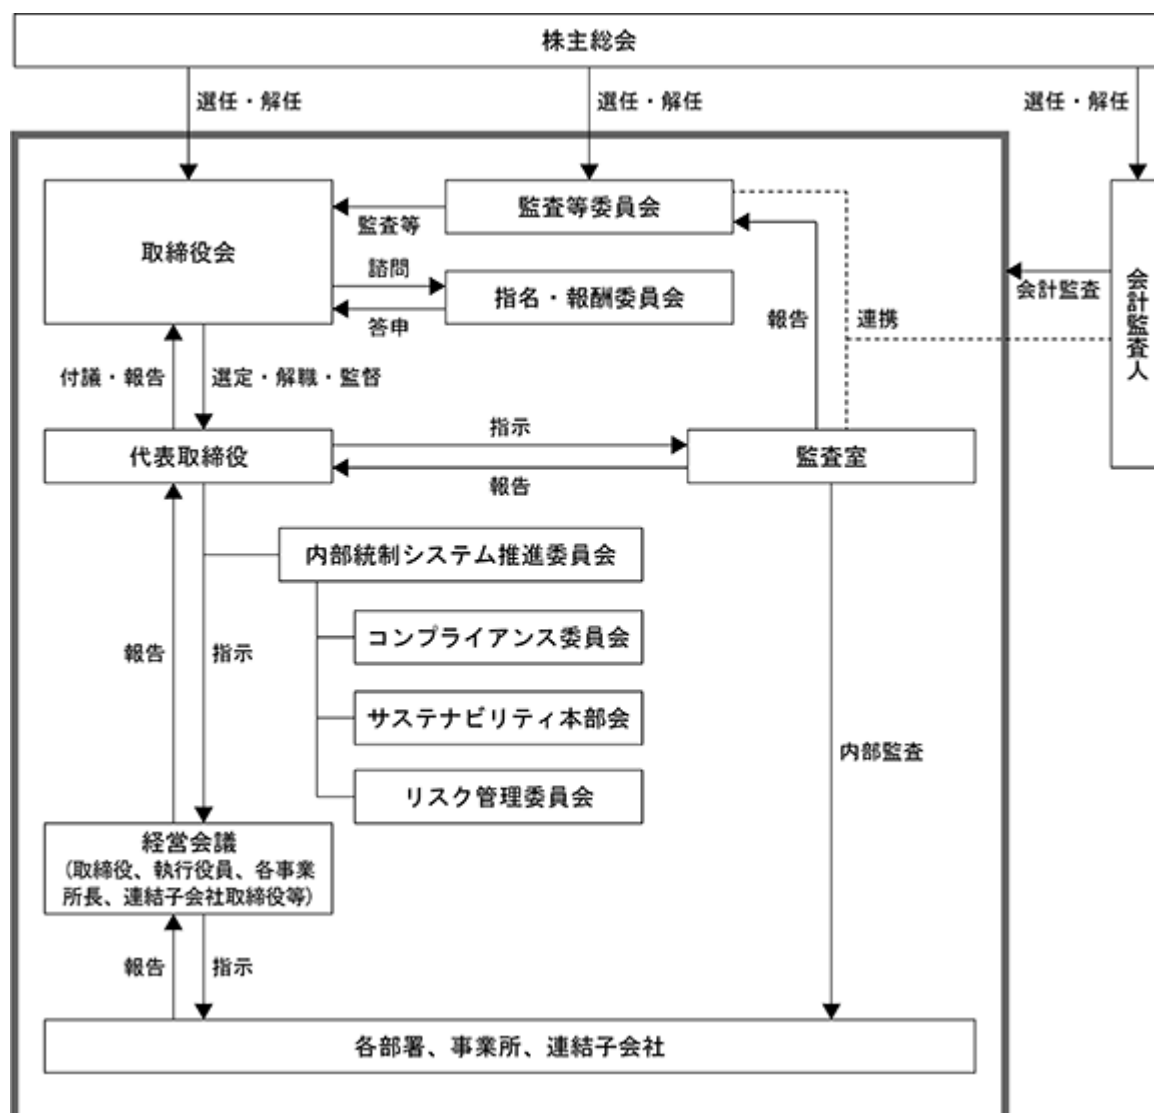 株主総会
選任・解任
選任・解任
選任・解任
取締役会
監査等委員会
監査等
諮問
指名・報酬委員会
答申
報告
連携
会計監査
会計監査人
付議・報告
選定・解職・監督
代表取締役
指示
報告
監査室
内部統制システム推進委員会
コンプライアンス委員会
サステナビリティ本部会
リスク管理委員会
報告
指示
内部監査
経営会議
(取締役、執行役員、各事業
所長、連結子会社取締役等)
報告
指示
各部署、事業所、連結子会社